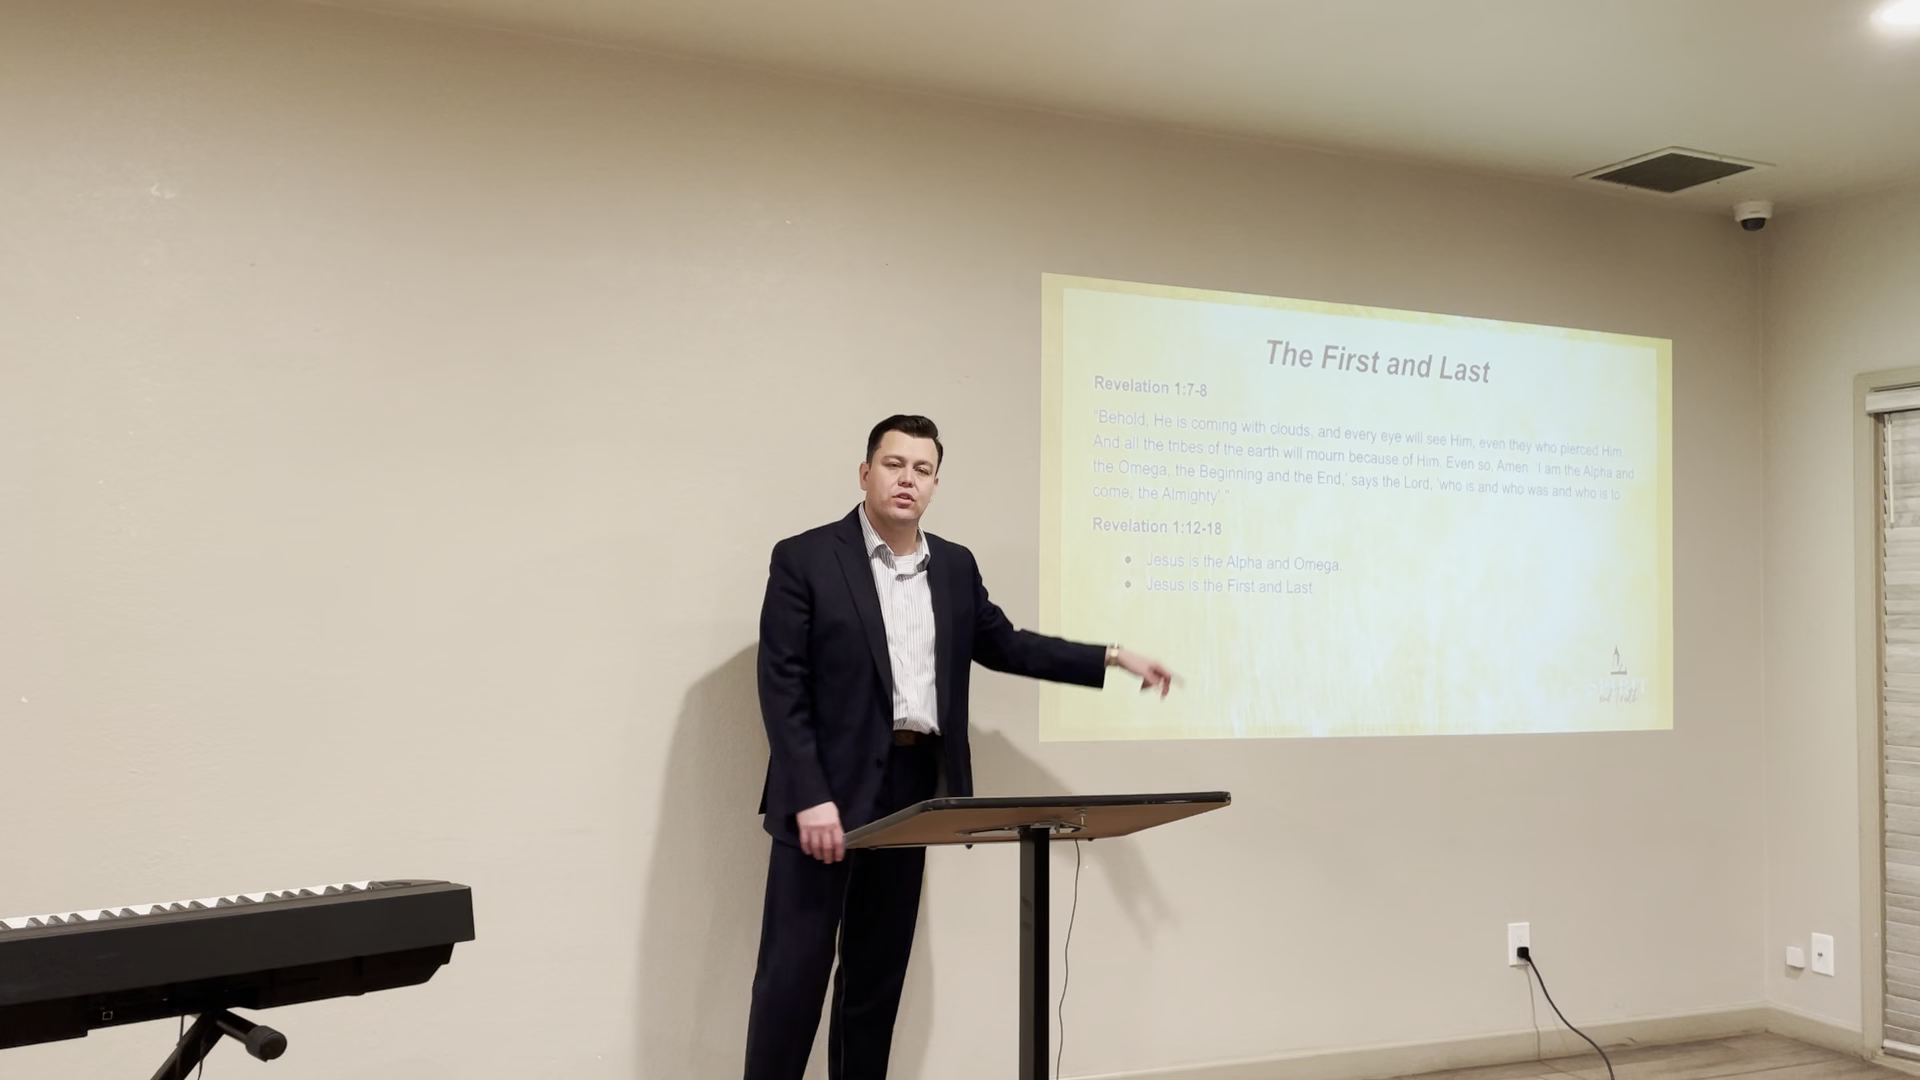 The First and Last
Revelation 1:7-8
"Behold, He is coming with clouds, and every eye will see Him, even they who pierced Him.
And all the tribes of the earth will mourn because of Him. Even so, Amen. 'I am the Alpha and
the Omega, the Beginning and the End,' says the Lord, 'who is and who was and who is to
come, the Almighty'."
Revelation 1:12-18
● Jesus is the Alpha and Omega.
● Jesus is the First and Last